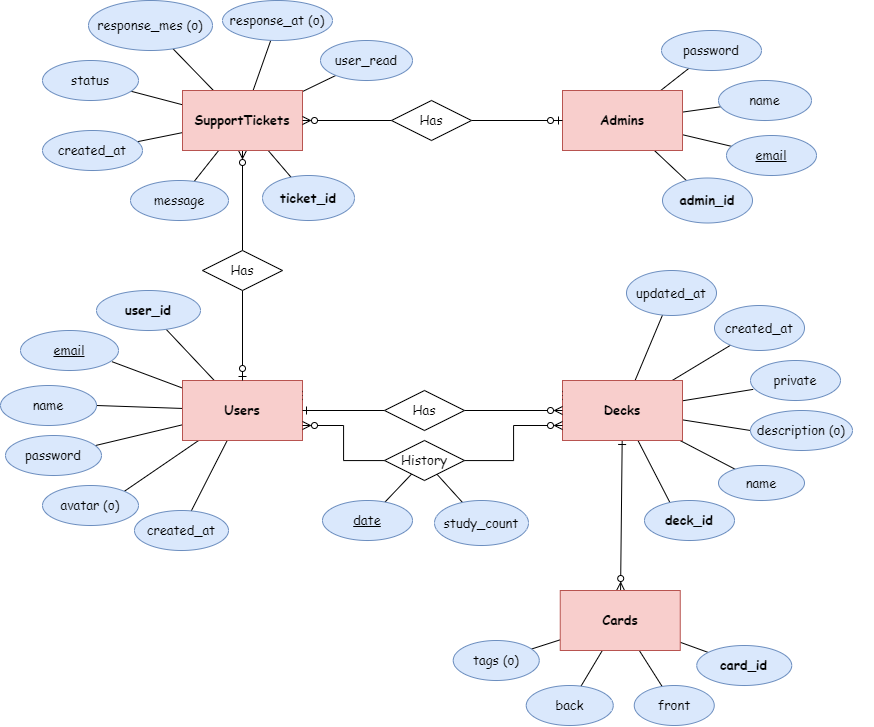 response_mes (o)
response_at (o)
user_read
password
status
name
SupportTickets
Has
Admins
created_at
email
message
ticket_id
admin_id
Has
updated_at
user_id
created_at
email
private
name
Users
Has
Decks
description (o)
password
History
name
avatar (o)
date
study_count
deck_id
created_at
Cards
tags (o)
card_id
back
front